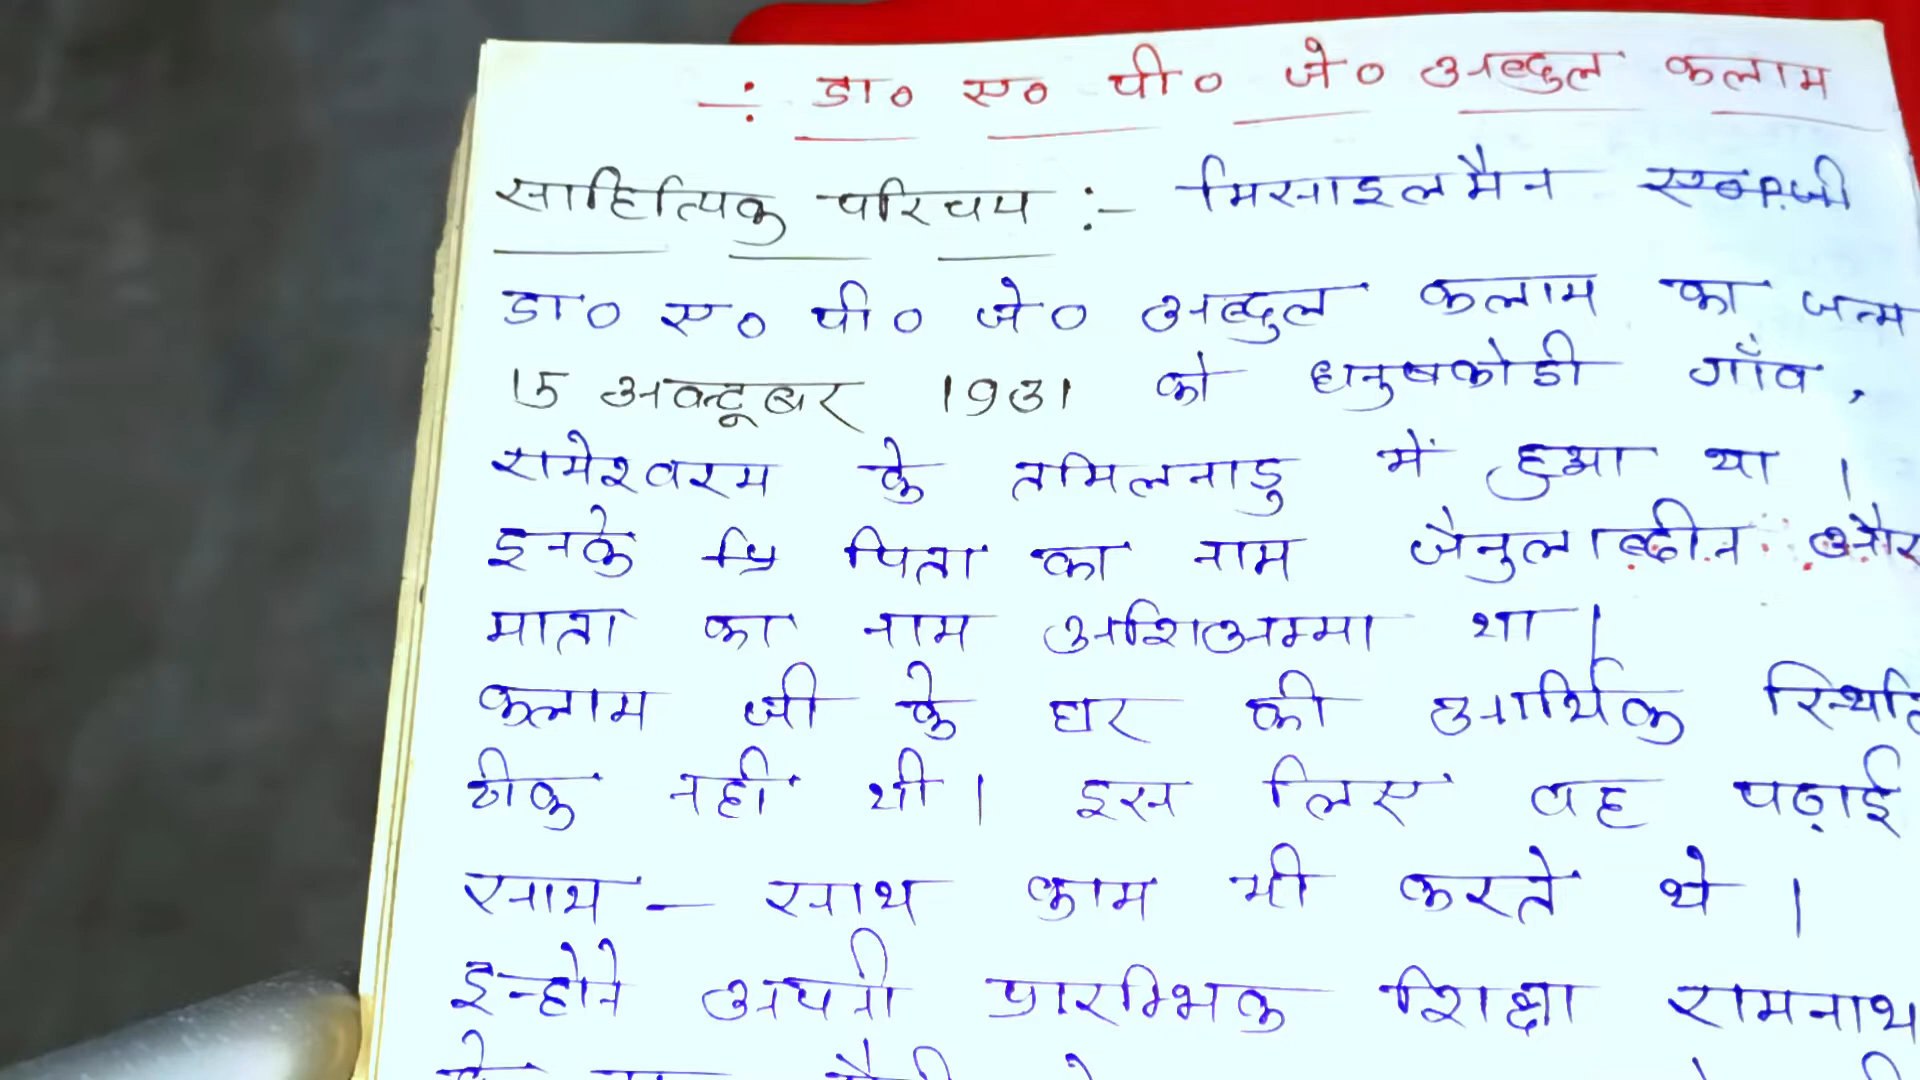 ÷ डा० ए० पी० जे० अब्दुल कलाम
साहित्यिक परिचय :- मिसाइलमैन
डा० ए० पी० जे० अब्दुल कलाम का जन्म
15 अक्टूबर 1931 को धनुषकोडी गाँव,
रामेश्वरम के तमिलनाडु में हुआ था।
इनके पिता का नाम जैनुलाब्दीन और
माता का नाम अशिअम्मा था।
कलाम जी के घर की आर्थिक स्थिति
ठीक नहीं थी। इस लिए वह पढ़ाई
साथ - साथ काम भी करते थे।
इन्होने अपनी प्रारम्भिक शिक्षा रामनाथ